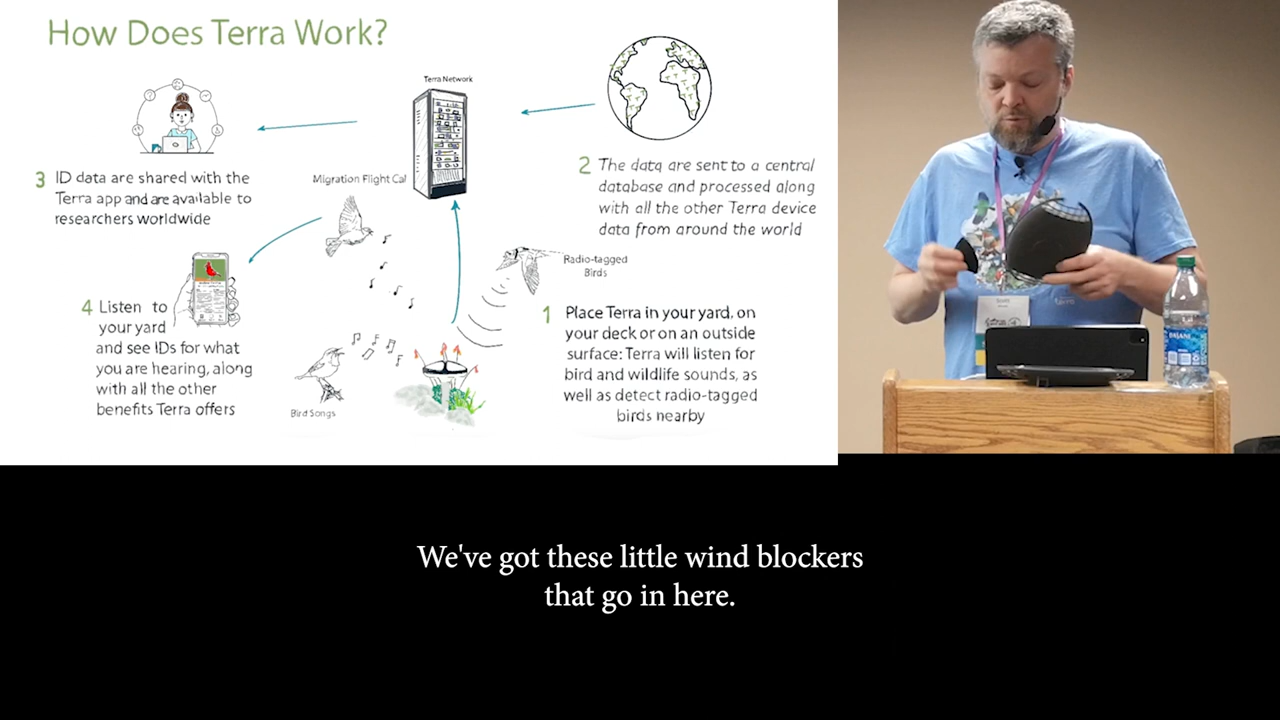 How Does Terra Work?
Terra Network
3 ID data are shared with the
Terra app and are available to
researchers worldwide
Migration Flight Cal
2 The data are sent to a central
database and processed along
with all the other Terra device
data from around the world
Radio-tagged
Birds
4 Listen to
your yard
and see IDs for what
you are hearing, along
with all the other
benefits Terra offers
Bird Songs
1 Place Terra in your yard, on
your deck or on an outside
surface: Terra will listen for
bird and wildlife sounds, as
well as detect radio-tagged
birds nearby
terra
DASANI
We've got these little wind blockers
that go in here.